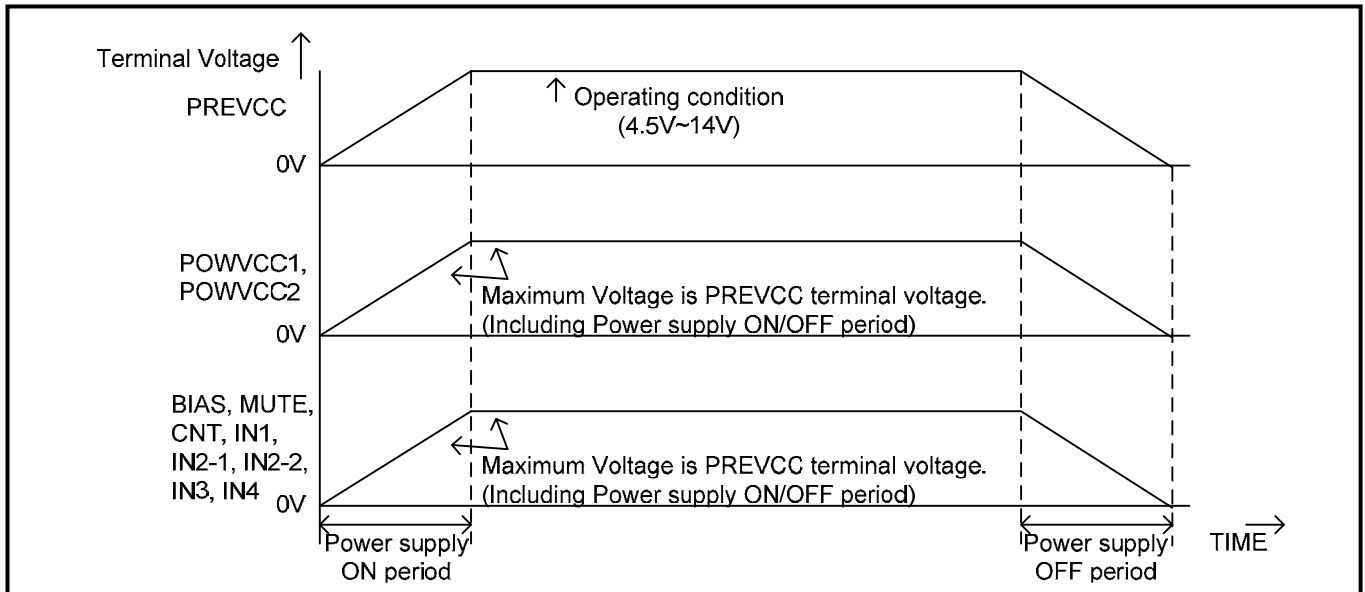 Terminal Voltage
PREVCC
0V
Operating condition
(4.5V~14V)
POWVCC1,
POWVCC2
0V
Maximum Voltage is PREVCC terminal voltage.
(Including Power supply ON/OFF period)
BIAS, MUTE,
CNT, IN1,
IN2-1, IN2-2,
IN3, IN4
0V
Maximum Voltage is PREVCC terminal voltage.
(Including Power supply ON/OFF period)
Power supply
ON period
Power supply
OFF period
TIME